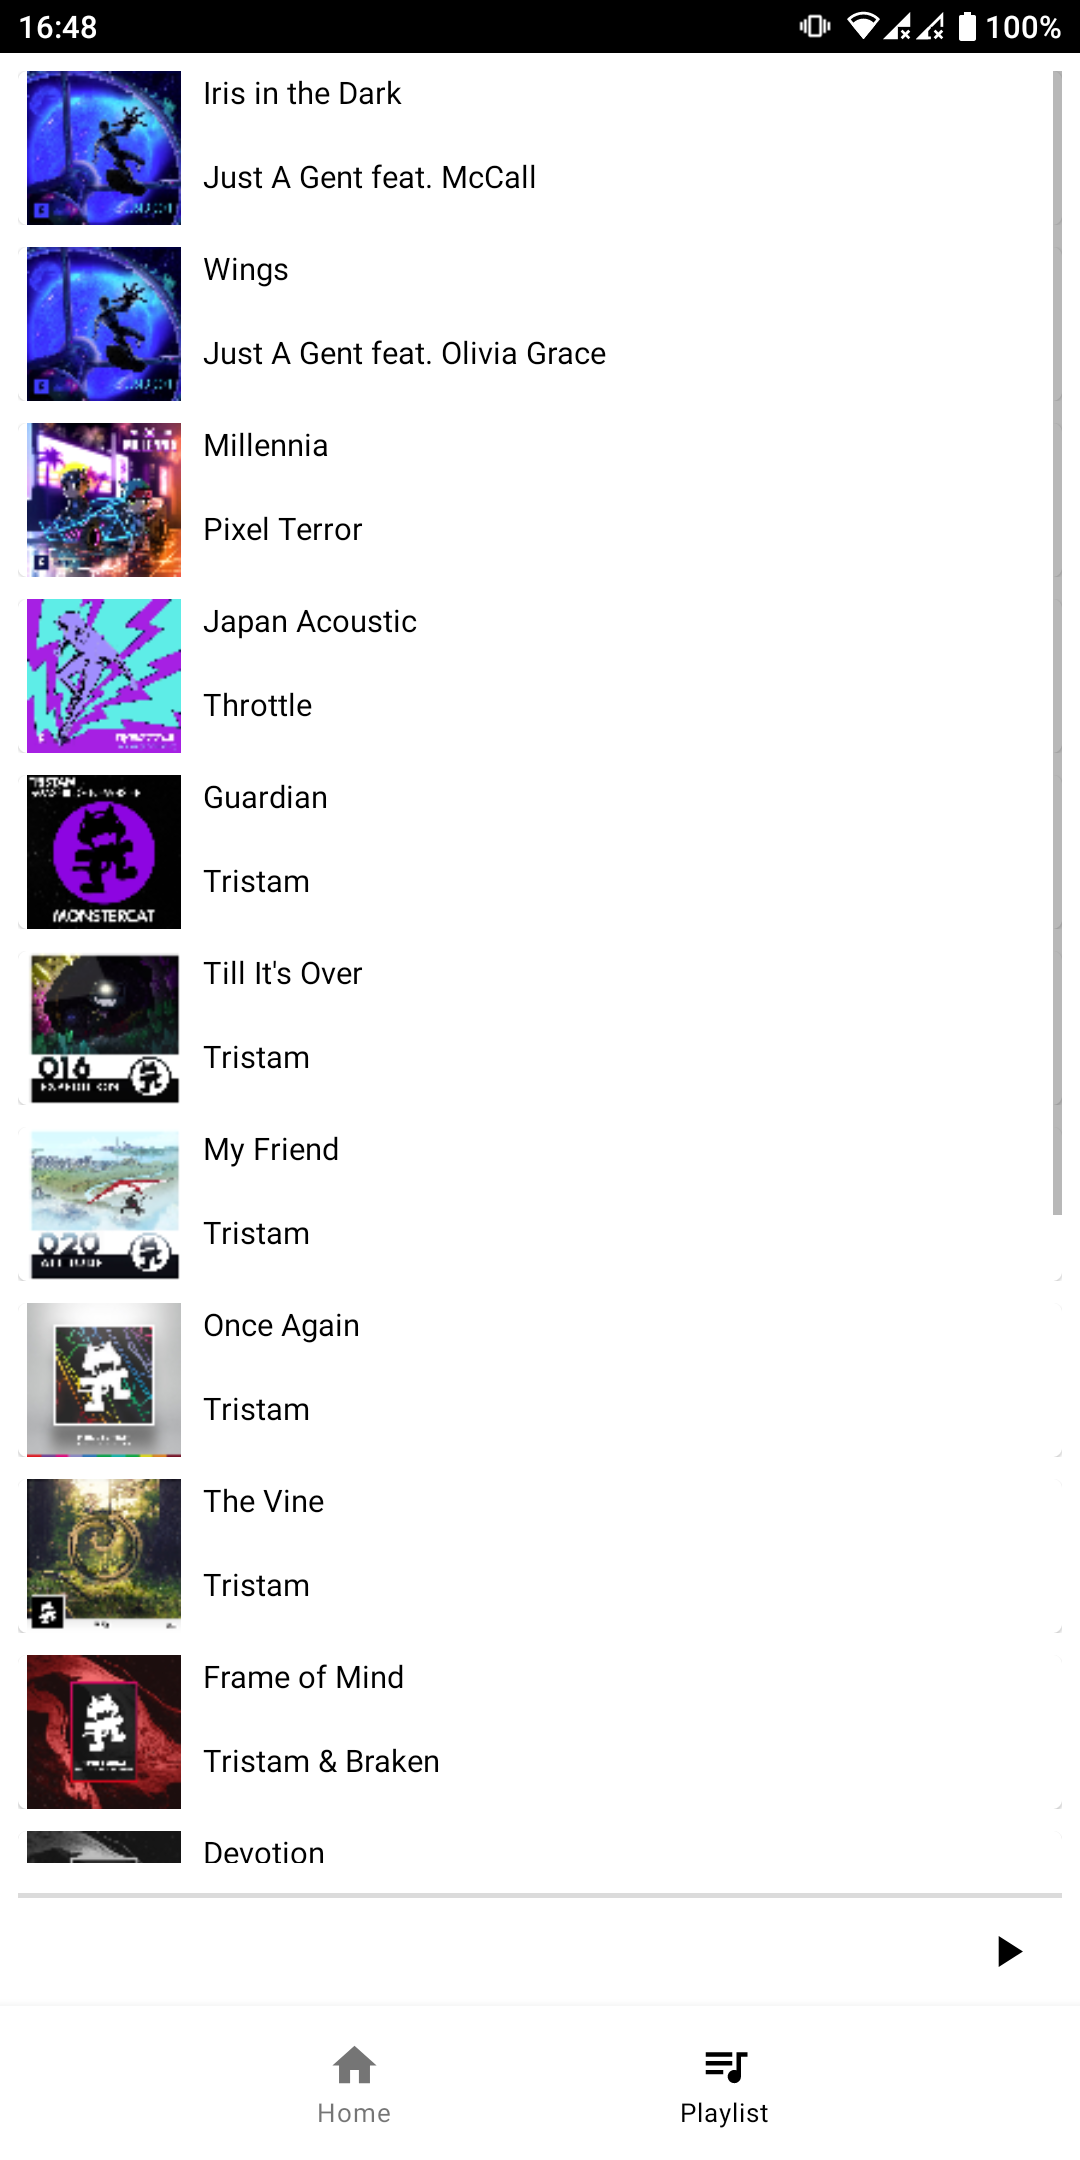 16:48
100%
Iris in the Dark
Just A Gent feat. McCall
Wings
Just A Gent feat. Olivia Grace
Millennia
Pixel Terror
Japan Acoustic
Throttle
Guardian
Tristam
TRISTAM
MONSTERCAT
Till It's Over
Tristam
016
My Friend
Tristam
020
Once Again
Tristam
The Vine
Tristam
Frame of Mind
Tristam & Braken
Devotion
Home
Playlist